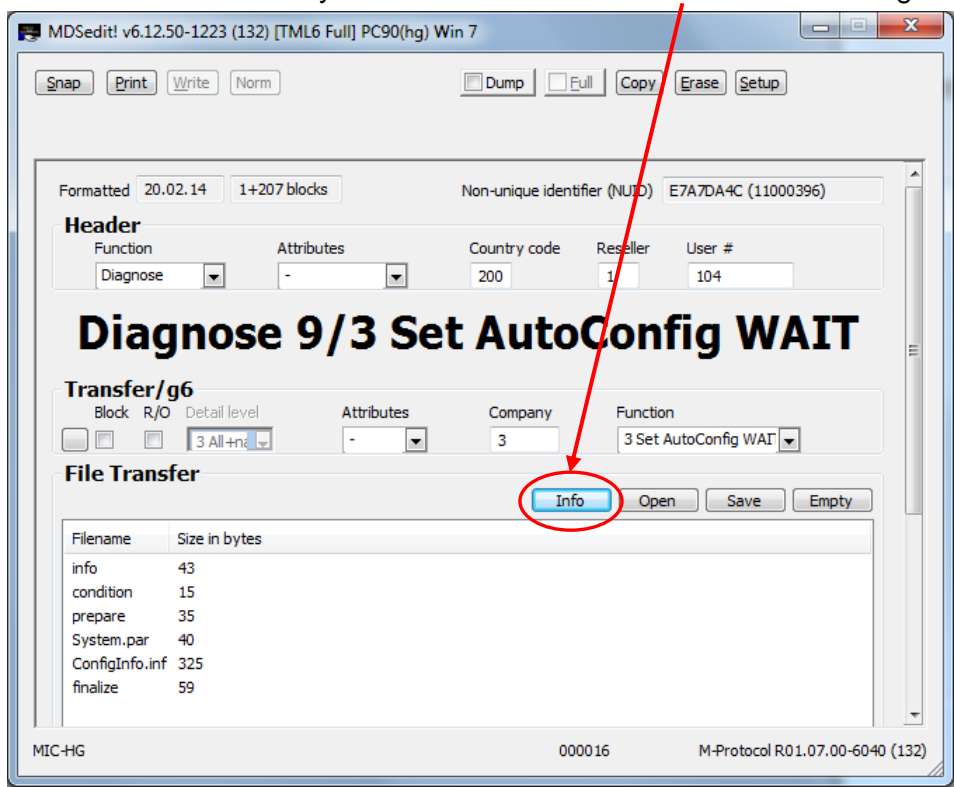 MDSedit! v6.12.50-1223 (132) [TML6 Full] PC90(hg) Win 7
Snap Print Write Norm Dump Full Copy Erase Setup
Formatted 20.02.14 1+207 blocks Non-unique identifier (NUID) E7A7DA4C (11000396)
Header
Function Attributes Country code Reseller User #
Diagnose - 200 1 104
Diagnose 9/3 Set AutoConfig WAIT
Transfer/g6
Block R/O Detail level Attributes Company Function
3 All+na - 3 3 Set AutoConfig WAIT
File Transfer
Info Open Save Empty
Filename Size in bytes
info 43
condition 15
prepare 35
System.par 40
ConfigInfo.inf 325
finalize 59
MIC-HG 000016 M-Protocol R01.07.00-6040 (132)